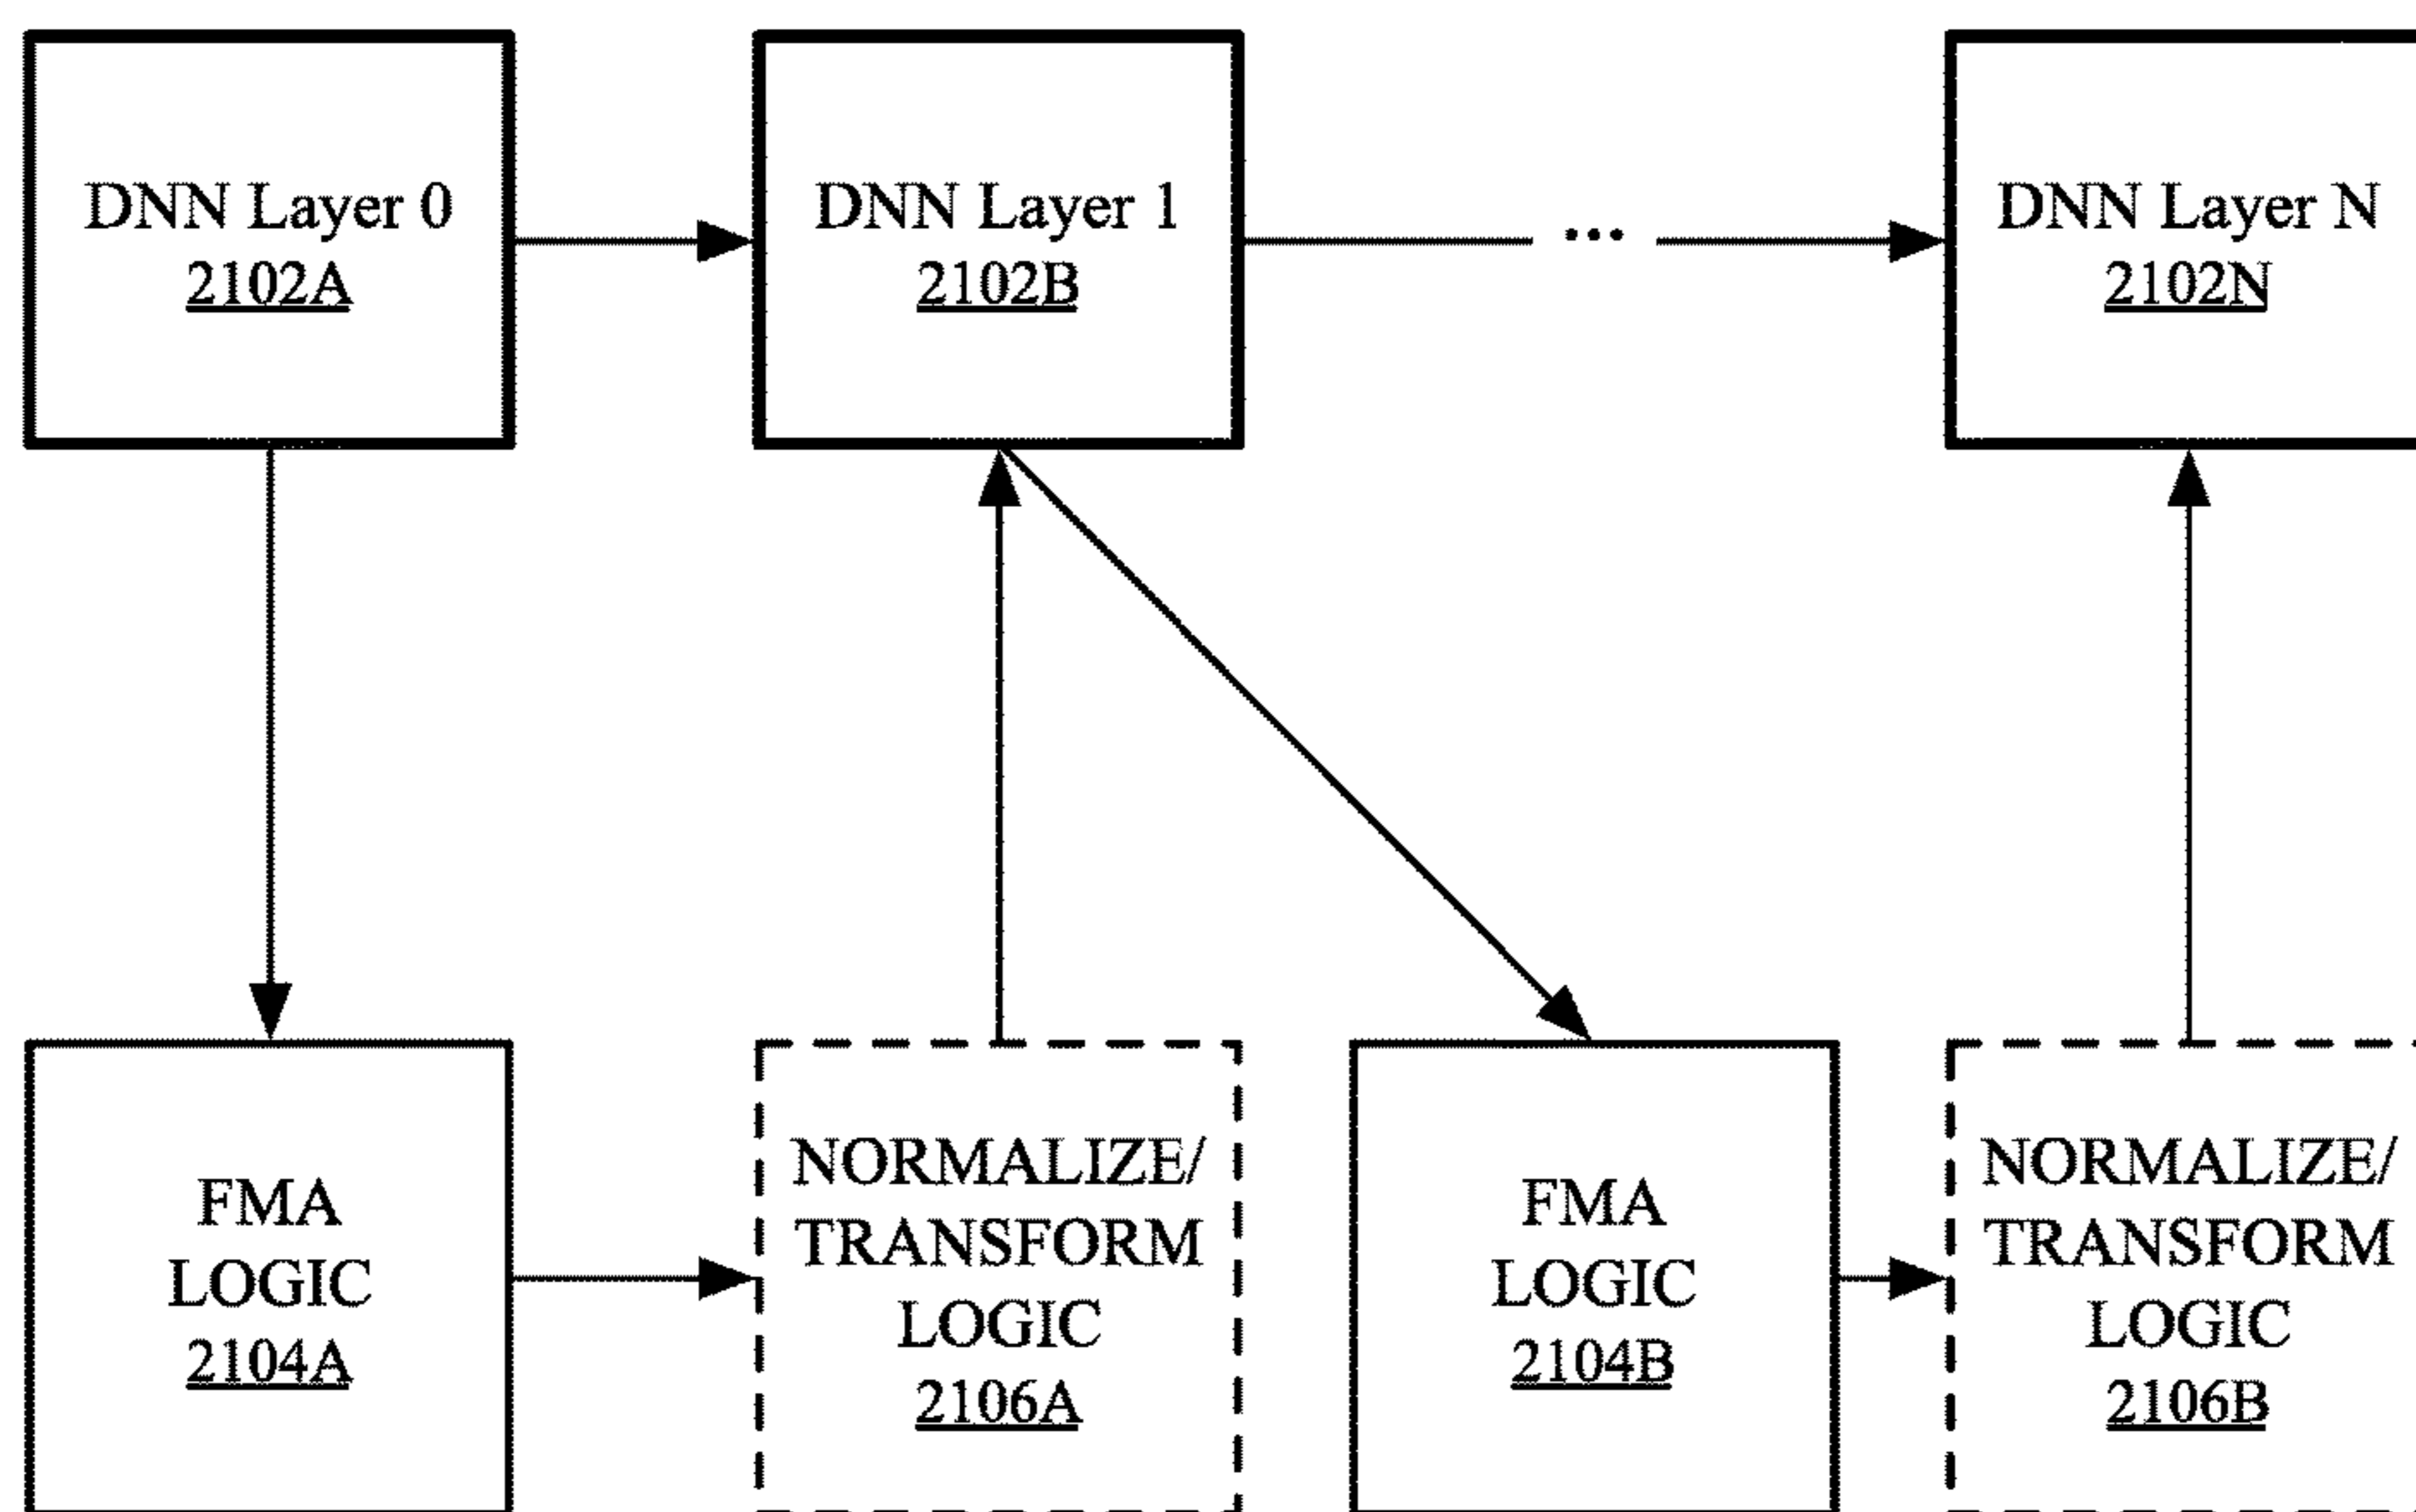 DNN Layer 0
2102A
DNN Layer 1
2102B
...
DNN Layer N
2102N
FMA
LOGIC
2104A
NORMALIZE/
TRANSFORM
LOGIC
2106A
FMA
LOGIC
2104B
NORMALIZE/
TRANSFORM
LOGIC
2106B